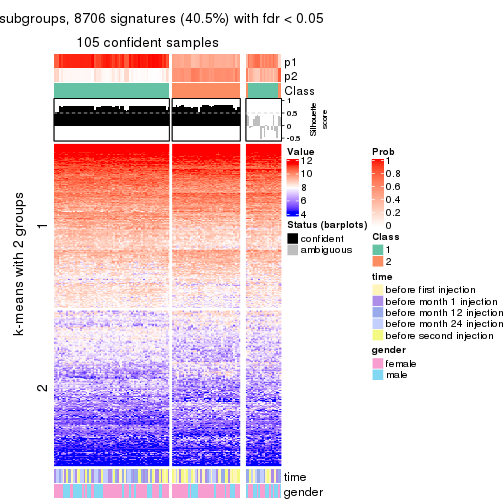 subgroups, 8706 signatures (40.5%) with fdr < 0.05
105 confident samples
p1
p2
Class
1
0.5
0
-0.5
Silhouette
score
k-means with 2 groups
1
2
time
gender
Value
12
10
8
6
4
Status (barplots)
confident
ambiguous
Prob
1
0.8
0.6
0.4
0.2
0
Class
1
2
time
before first injection
before month 1 injection
before month 12 injection
before month 24 injection
before second injection
gender
female
male